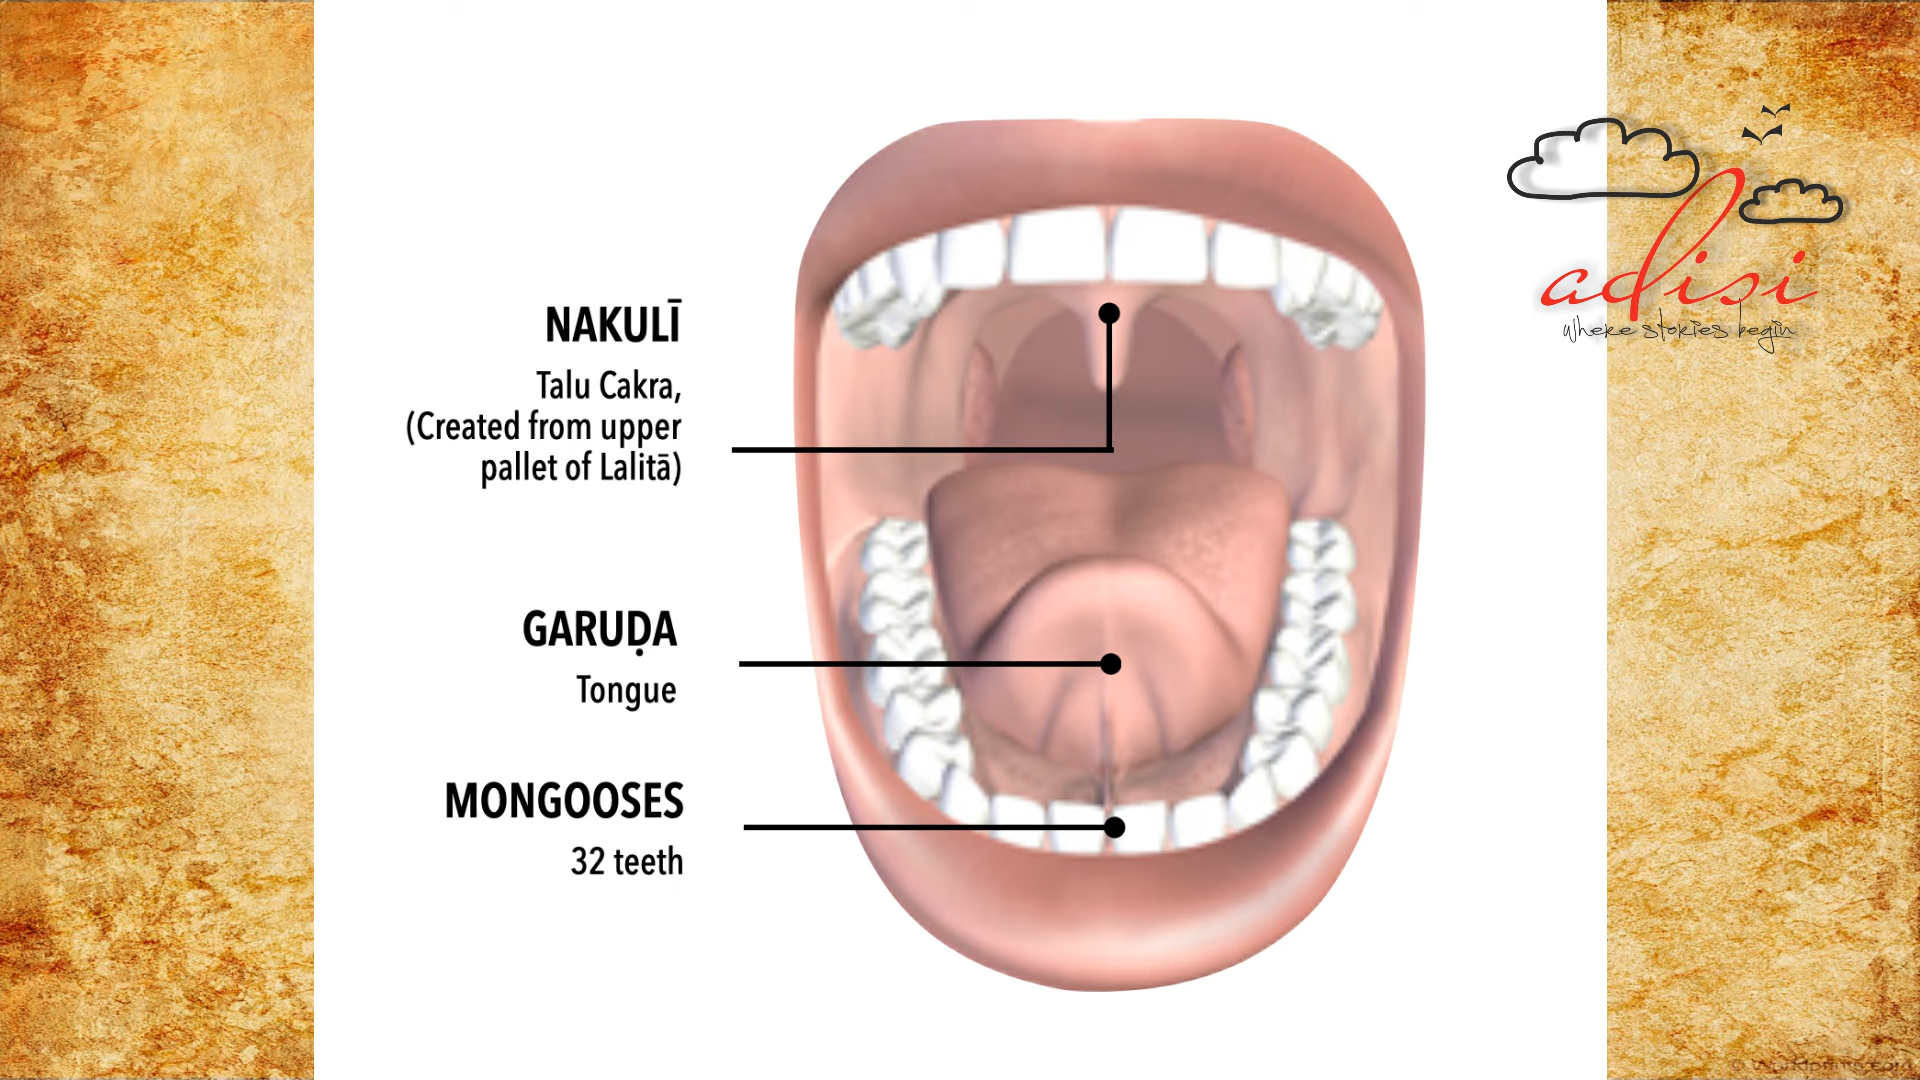 NAKULĪ
Talu Cakra,
(Created from upper
pallet of Lalitā)
GARUḌA
Tongue
MONGOOSES
32 teeth
adisi
where stories begin